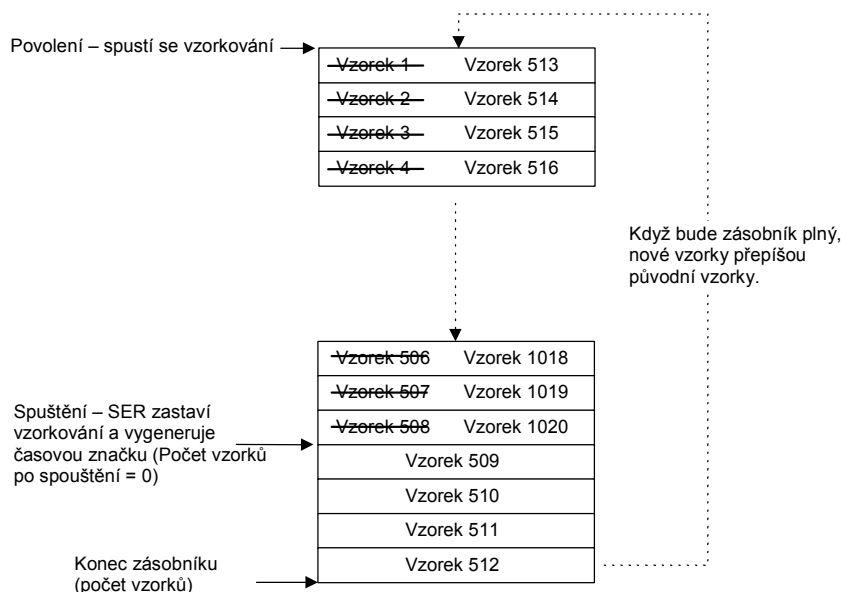 Povolení – spustí se vzorkování
Vzorek 1 Vzorek 513
Vzorek 2 Vzorek 514
Vzorek 3 Vzorek 515
Vzorek 4 Vzorek 516
Když bude zásobník plný,
nové vzorky přepíšou
původní vzorky.
Vzorek 506 Vzorek 1018
Vzorek 507 Vzorek 1019
Vzorek 508 Vzorek 1020
Spuštění – SER zastaví
vzorkování a vygeneruje
časovou značku (Počet vzorků
po spouštění = 0)
Vzorek 509
Vzorek 510
Vzorek 511
Vzorek 512
Konec zásobníku
(počet vzorků)